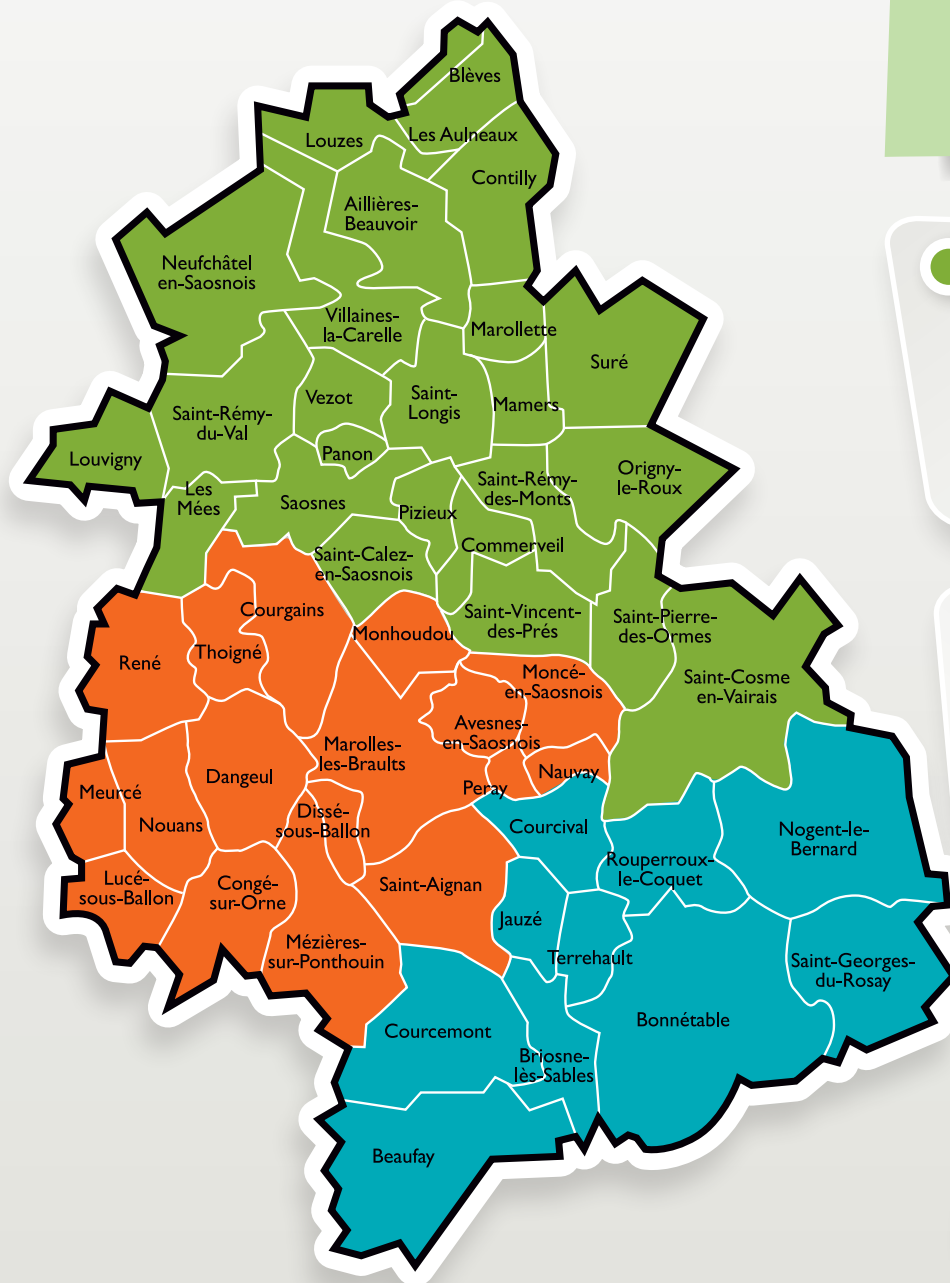 Blèves
Les Aulneaux
Louzes
Contilly
Aillières-
Beauvoir
Neufchâtel
en-Saosnois
Villaines-
la-Carelle
Marollette
Suré
Vezot
Saint-
Longis
Mamers
Saint-Rémy-
du-Val
Louvigny
Panon
Les
Mées
Saosnes
Pizieux
Saint-Rémy-
des-Monts
Origny-
le-Roux
Saint-Calez-
en-Saosnois
Commerveil
Courgains
Monhoudou
Saint-Vincent-
des-Prés
Saint-Pierre-
des-Ormes
René
Thoigné
Moncé-
en-Saosnois
Saint-Cosme
en-Vairais
Avesnes-
en-Saosnois
Marolles-
les-Braults
Dangeul
Nauvay
Peray
Meurcé
Nouans
Dissé-
sous-Ballon
Courcival
Nogent-le-
Bernard
Rouperroux-
le-Coquet
Lucé-
sous-Ballon
Congé-
sur-Orne
Saint-Aignan
Jauzé
Mézières-
sur-Ponthouin
Terrehault
Saint-Georges-
du-Rosay
Courcemont
Bonnétable
Briosne-
lès-Sables
Beaufay